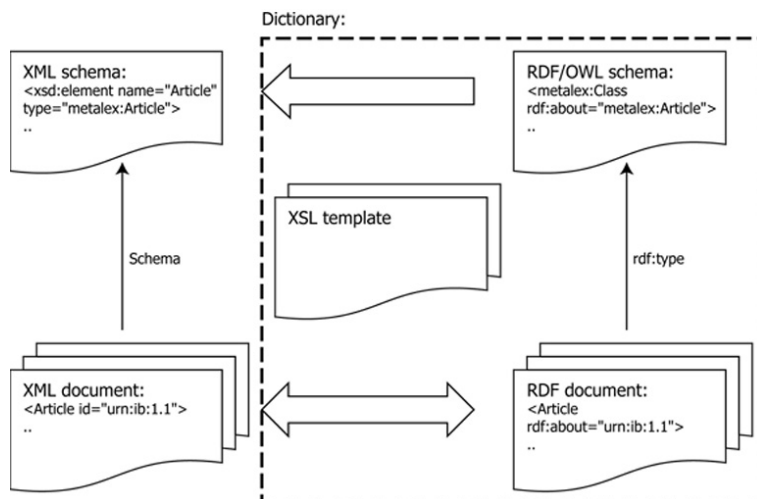 Dictionary:
XML schema:
<xsd:element name="Article"
type="metalex:Article">
..
RDF/OWL schema:
<metalex:Class
rdf:about="metalex:Article">
..
XSL template
Schema
rdf:type
XML document:
<Article id="urn:ib:1.1">
..
RDF document:
<Article
rdf:about="urn:ib:1.1">
..